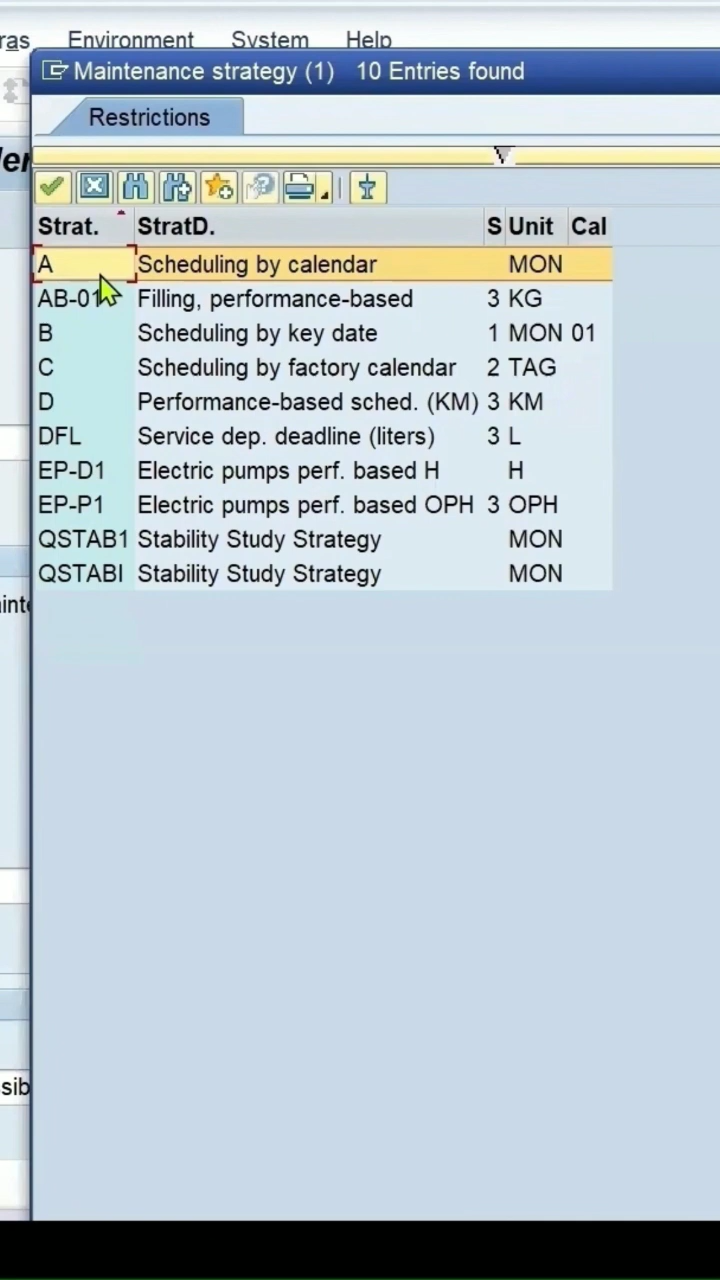 ras Environment System Help
Maintenance strategy (1) 10 Entries found
Restrictions
Strat. StratD. S Unit Cal
A Scheduling by calendar MON
AB-01 Filling, performance-based 3 KG
B Scheduling by key date 1 MON 01
C Scheduling by factory calendar 2 TAG
D Performance-based sched. (KM) 3 KM
DFL Service dep. deadline (liters) 3 L
EP-D1 Electric pumps perf. based H H
EP-P1 Electric pumps perf. based OPH 3 OPH
QSTAB1 Stability Study Strategy MON
QSTABI Stability Study Strategy MON
sib